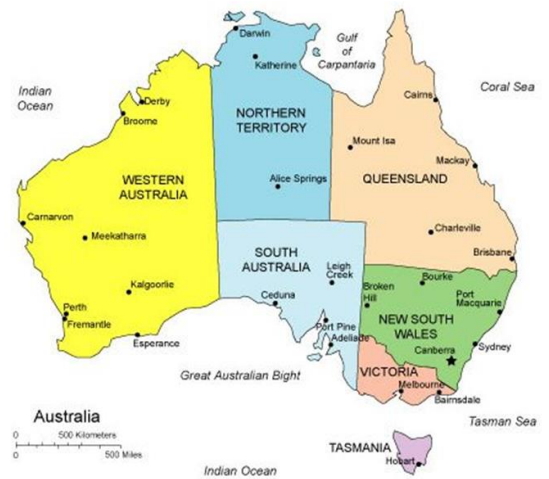 Darwin
Gulf
of
Carpantaria
Katherine
Indian
Ocean
Coral Sea
Derby
Broome
Cairns
NORTHERN
TERRITORY
Mount Isa
Mackay
WESTERN
AUSTRALIA
Alice Springs
QUEENSLAND
Carnarvon
Meekatharra
Charleville
SOUTH
AUSTRALIA
Brisbane
Leigh
Creek
Bourke
Kalgoorlie
Broken
Hill
Port
Macquarie
Ceduna
Perth
Fremantle
NEW SOUTH
WALES
Port Pine
Adeliade
Esperance
Canberra
Sydney
Great Australian Bight
VICTORIA
Melbourne
Bairnsdale
Australia
Tasman Sea
0 500 Kilometers
0 500 Miles
TASMANIA
Hobart
Indian Ocean